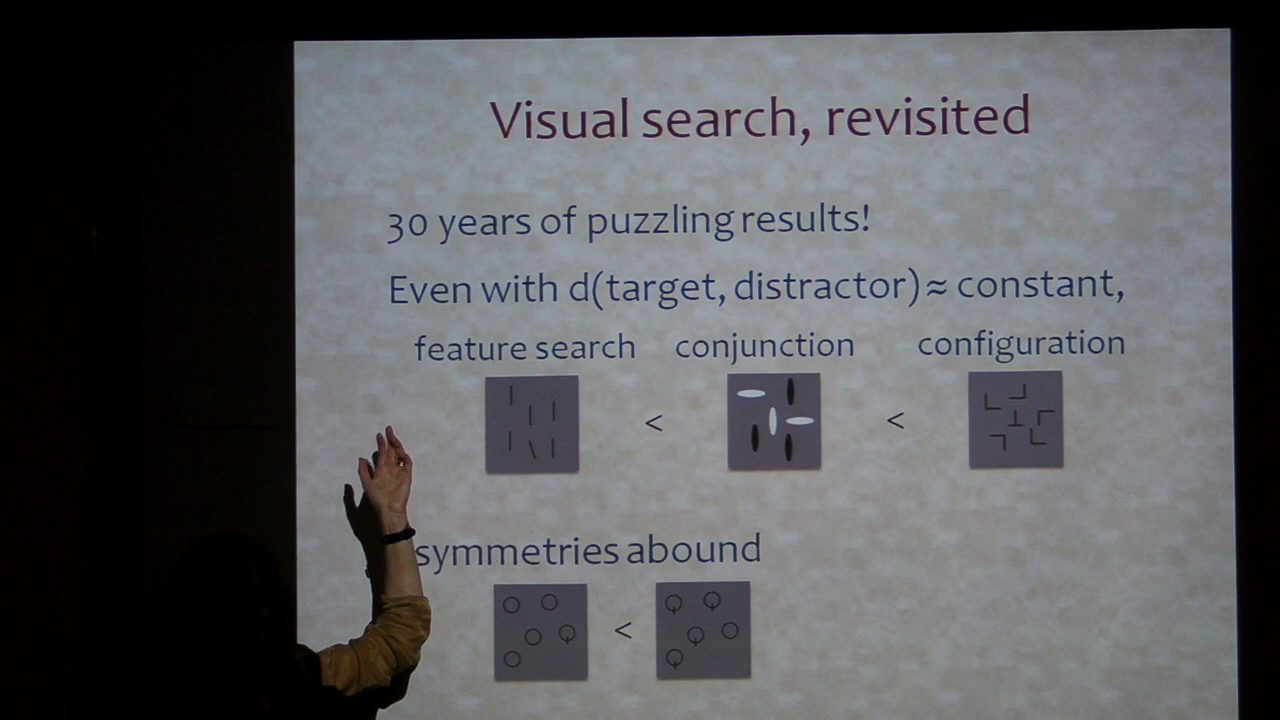 Visual search, revisited
30 years of puzzling results!
Even with d(target, distractor) ≈ constant,
feature search conjunction configuration
< <
symmetries abound
<